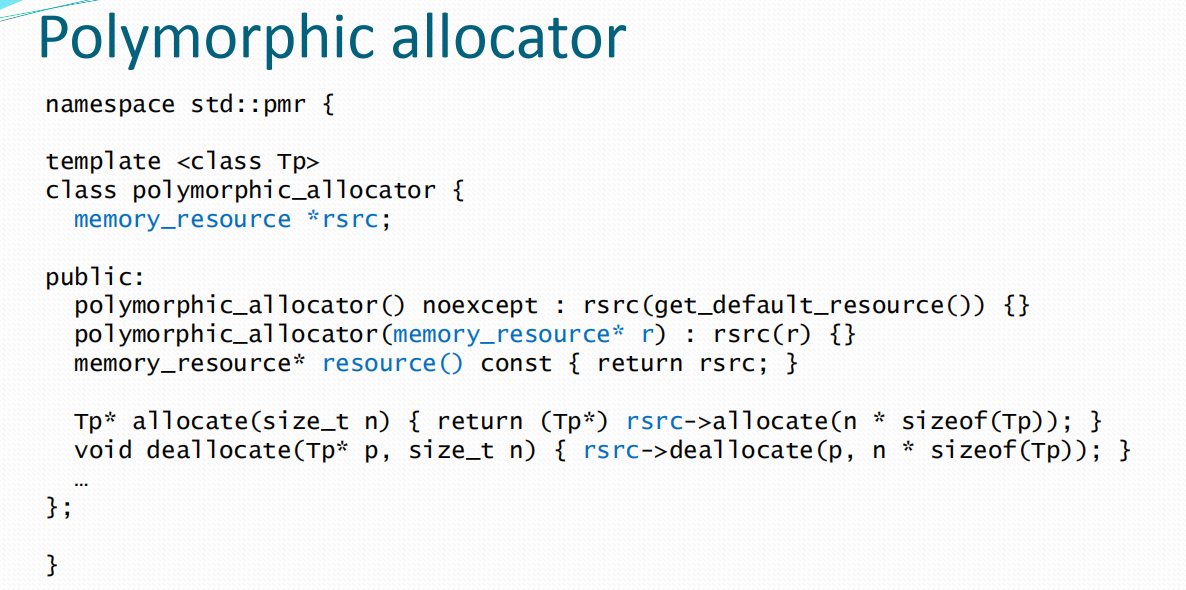 Polymorphic allocator
namespace std::pmr {
template <class Tp>
class polymorphic_allocator {
memory_resource *rsrc;
public:
polymorphic_allocator() noexcept : rsrc(get_default_resource()) {}
polymorphic_allocator(memory_resource* r) : rsrc(r) {}
memory_resource* resource() const { return rsrc; }
Tp* allocate(size_t n) { return (Tp*) rsrc->allocate(n * sizeof(Tp)); }
void deallocate(Tp* p, size_t n) { rsrc->deallocate(p, n * sizeof(Tp)); }
…
};
}